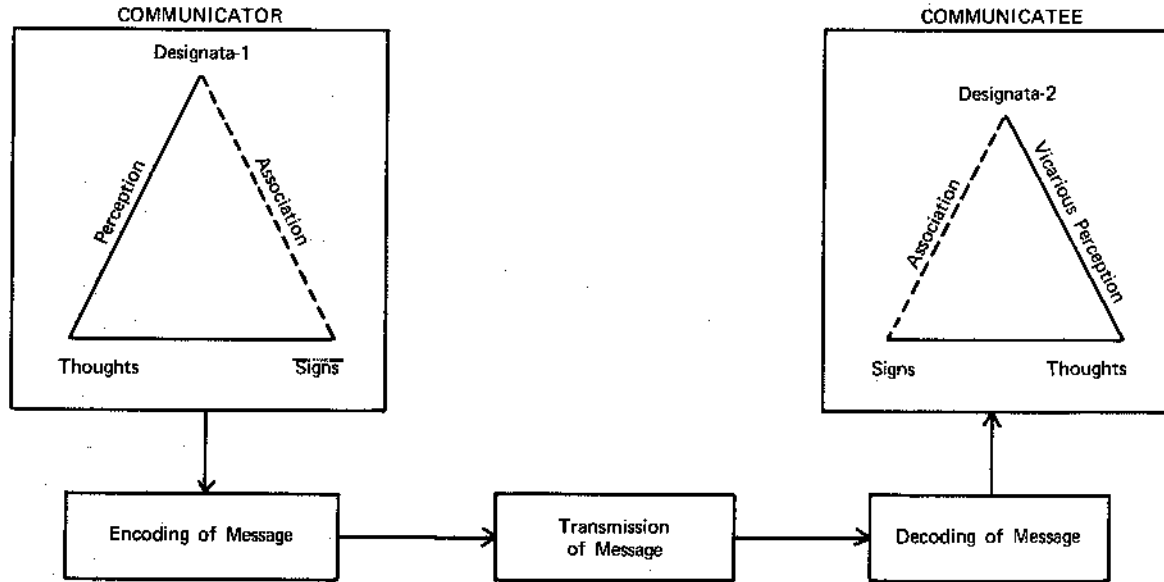 COMMUNICATOR
Designata-1
Perception
Association
Thoughts
Signs
COMMUNICATEE
Designata-2
Association
Vicarious Perception
Signs
Thoughts
Encoding of Message
Transmission
of Message
Decoding of Message